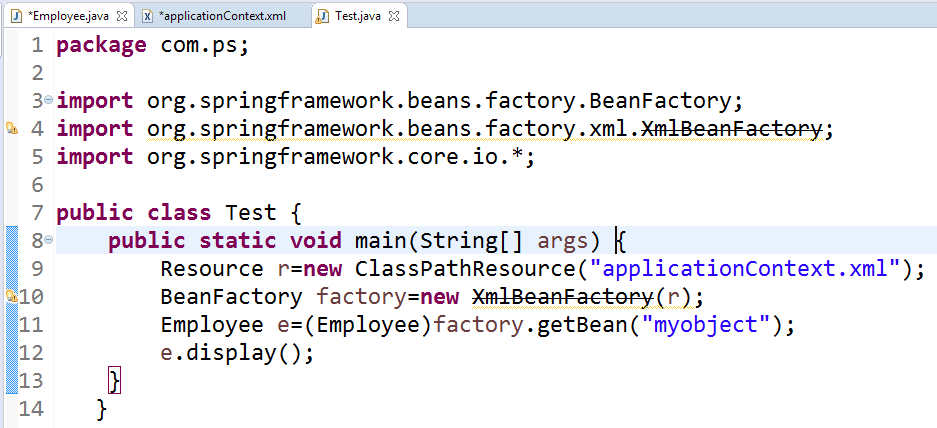 *Employee.java *applicationContext.xml Test.java
1 package com.ps;
2
3 import org.springframework.beans.factory.BeanFactory;
4 import org.springframework.beans.factory.xml.XmlBeanFactory;
5 import org.springframework.core.io.*;
6
7 public class Test {
8 public static void main(String[] args) {
9 Resource r=new ClassPathResource("applicationContext.xml");
10 BeanFactory factory=new XmlBeanFactory(r);
11 Employee e=(Employee)factory.getBean("myobject");
12 e.display();
13 }
14 }